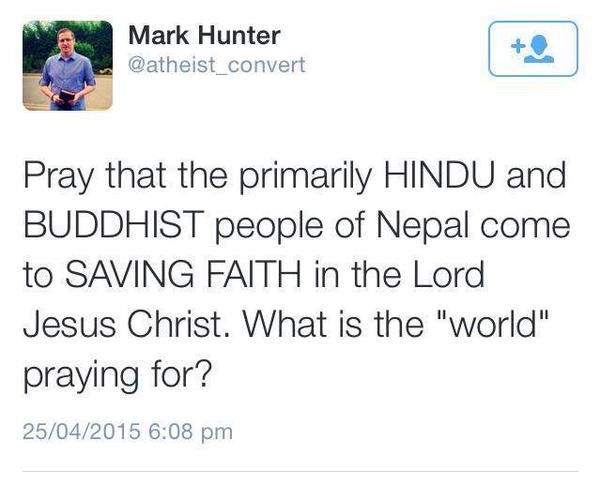 Mark Hunter
@atheist_convert
Pray that the primarily HINDU and
BUDDHIST people of Nepal come
to SAVING FAITH in the Lord
Jesus Christ. What is the "world"
praying for?
25/04/2015 6:08 pm